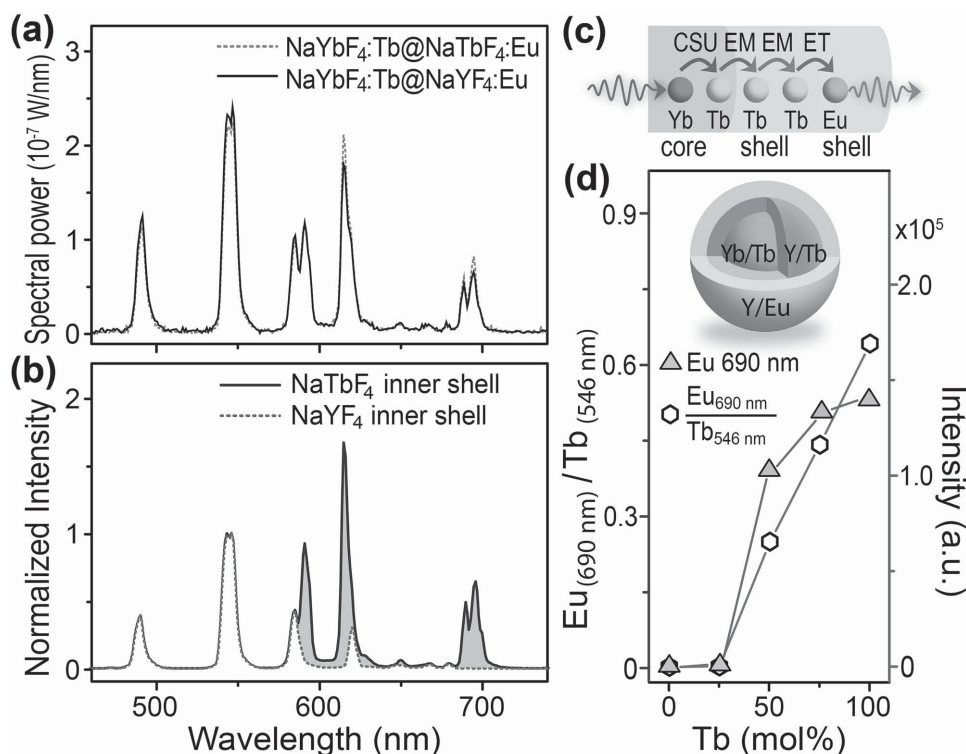 (a)
NaYbF₄:Tb@NaTbF₄:Eu
NaYbF₄:Tb@NaYF₄:Eu
Spectral power (10⁻⁷ W/nm)
3
2
1
0
500 600 700
(b)
NaTbF₄ inner shell
NaYF₄ inner shell
Normalized Intensity
2
1
0
500 600 700
Wavelength (nm)
(c)
CSU EM EM ET
Yb Tb Tb Tb Eu
core shell shell
(d)
Eu(690 nm)/Tb(546 nm)
0.9
0.6
0.3
0
x10⁵
2.0
1.0
0
Intensity (a.u.)
Yb/Tb Y/Tb
Y/Eu
Eu 690 nm
Eu690 nm
Tb546 nm
0 50 100
Tb (mol%)